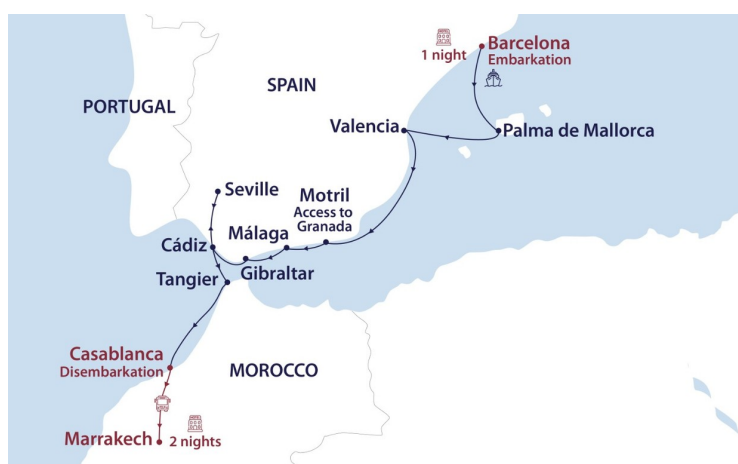 1 night
Barcelona
Embarkation
SPAIN
PORTUGAL
Valencia
Palma de Mallorca
Seville
Motril
Access to
Granada
Málaga
Cádiz
Gibraltar
Tangier
Casablanca
Disembarkation
MOROCCO
Marrakech
2 nights